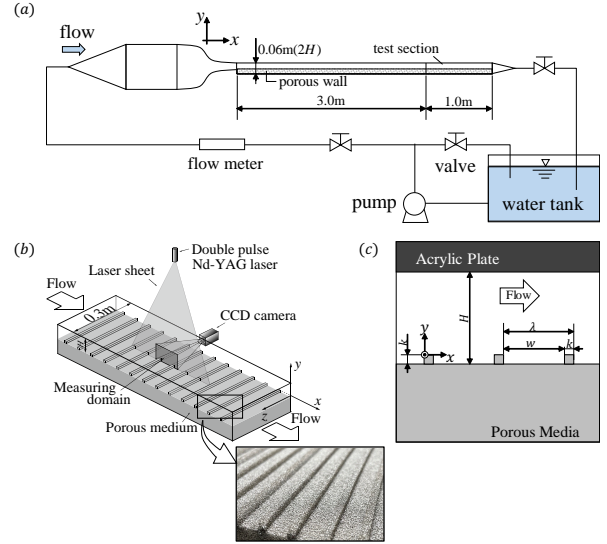 (a)
flow
y
x
0.06m(2H)
test section
porous wall
3.0m
1.0m
flow meter
valve
pump
water tank
(b)
Double pulse
Nd-YAG laser
Laser sheet
Flow
0.3m
CCD camera
Measuring
domain
Porous medium
y
x
z
Flow
(c)
Acrylic Plate
Flow
H
λ
k
y
x
w
k
Porous Media